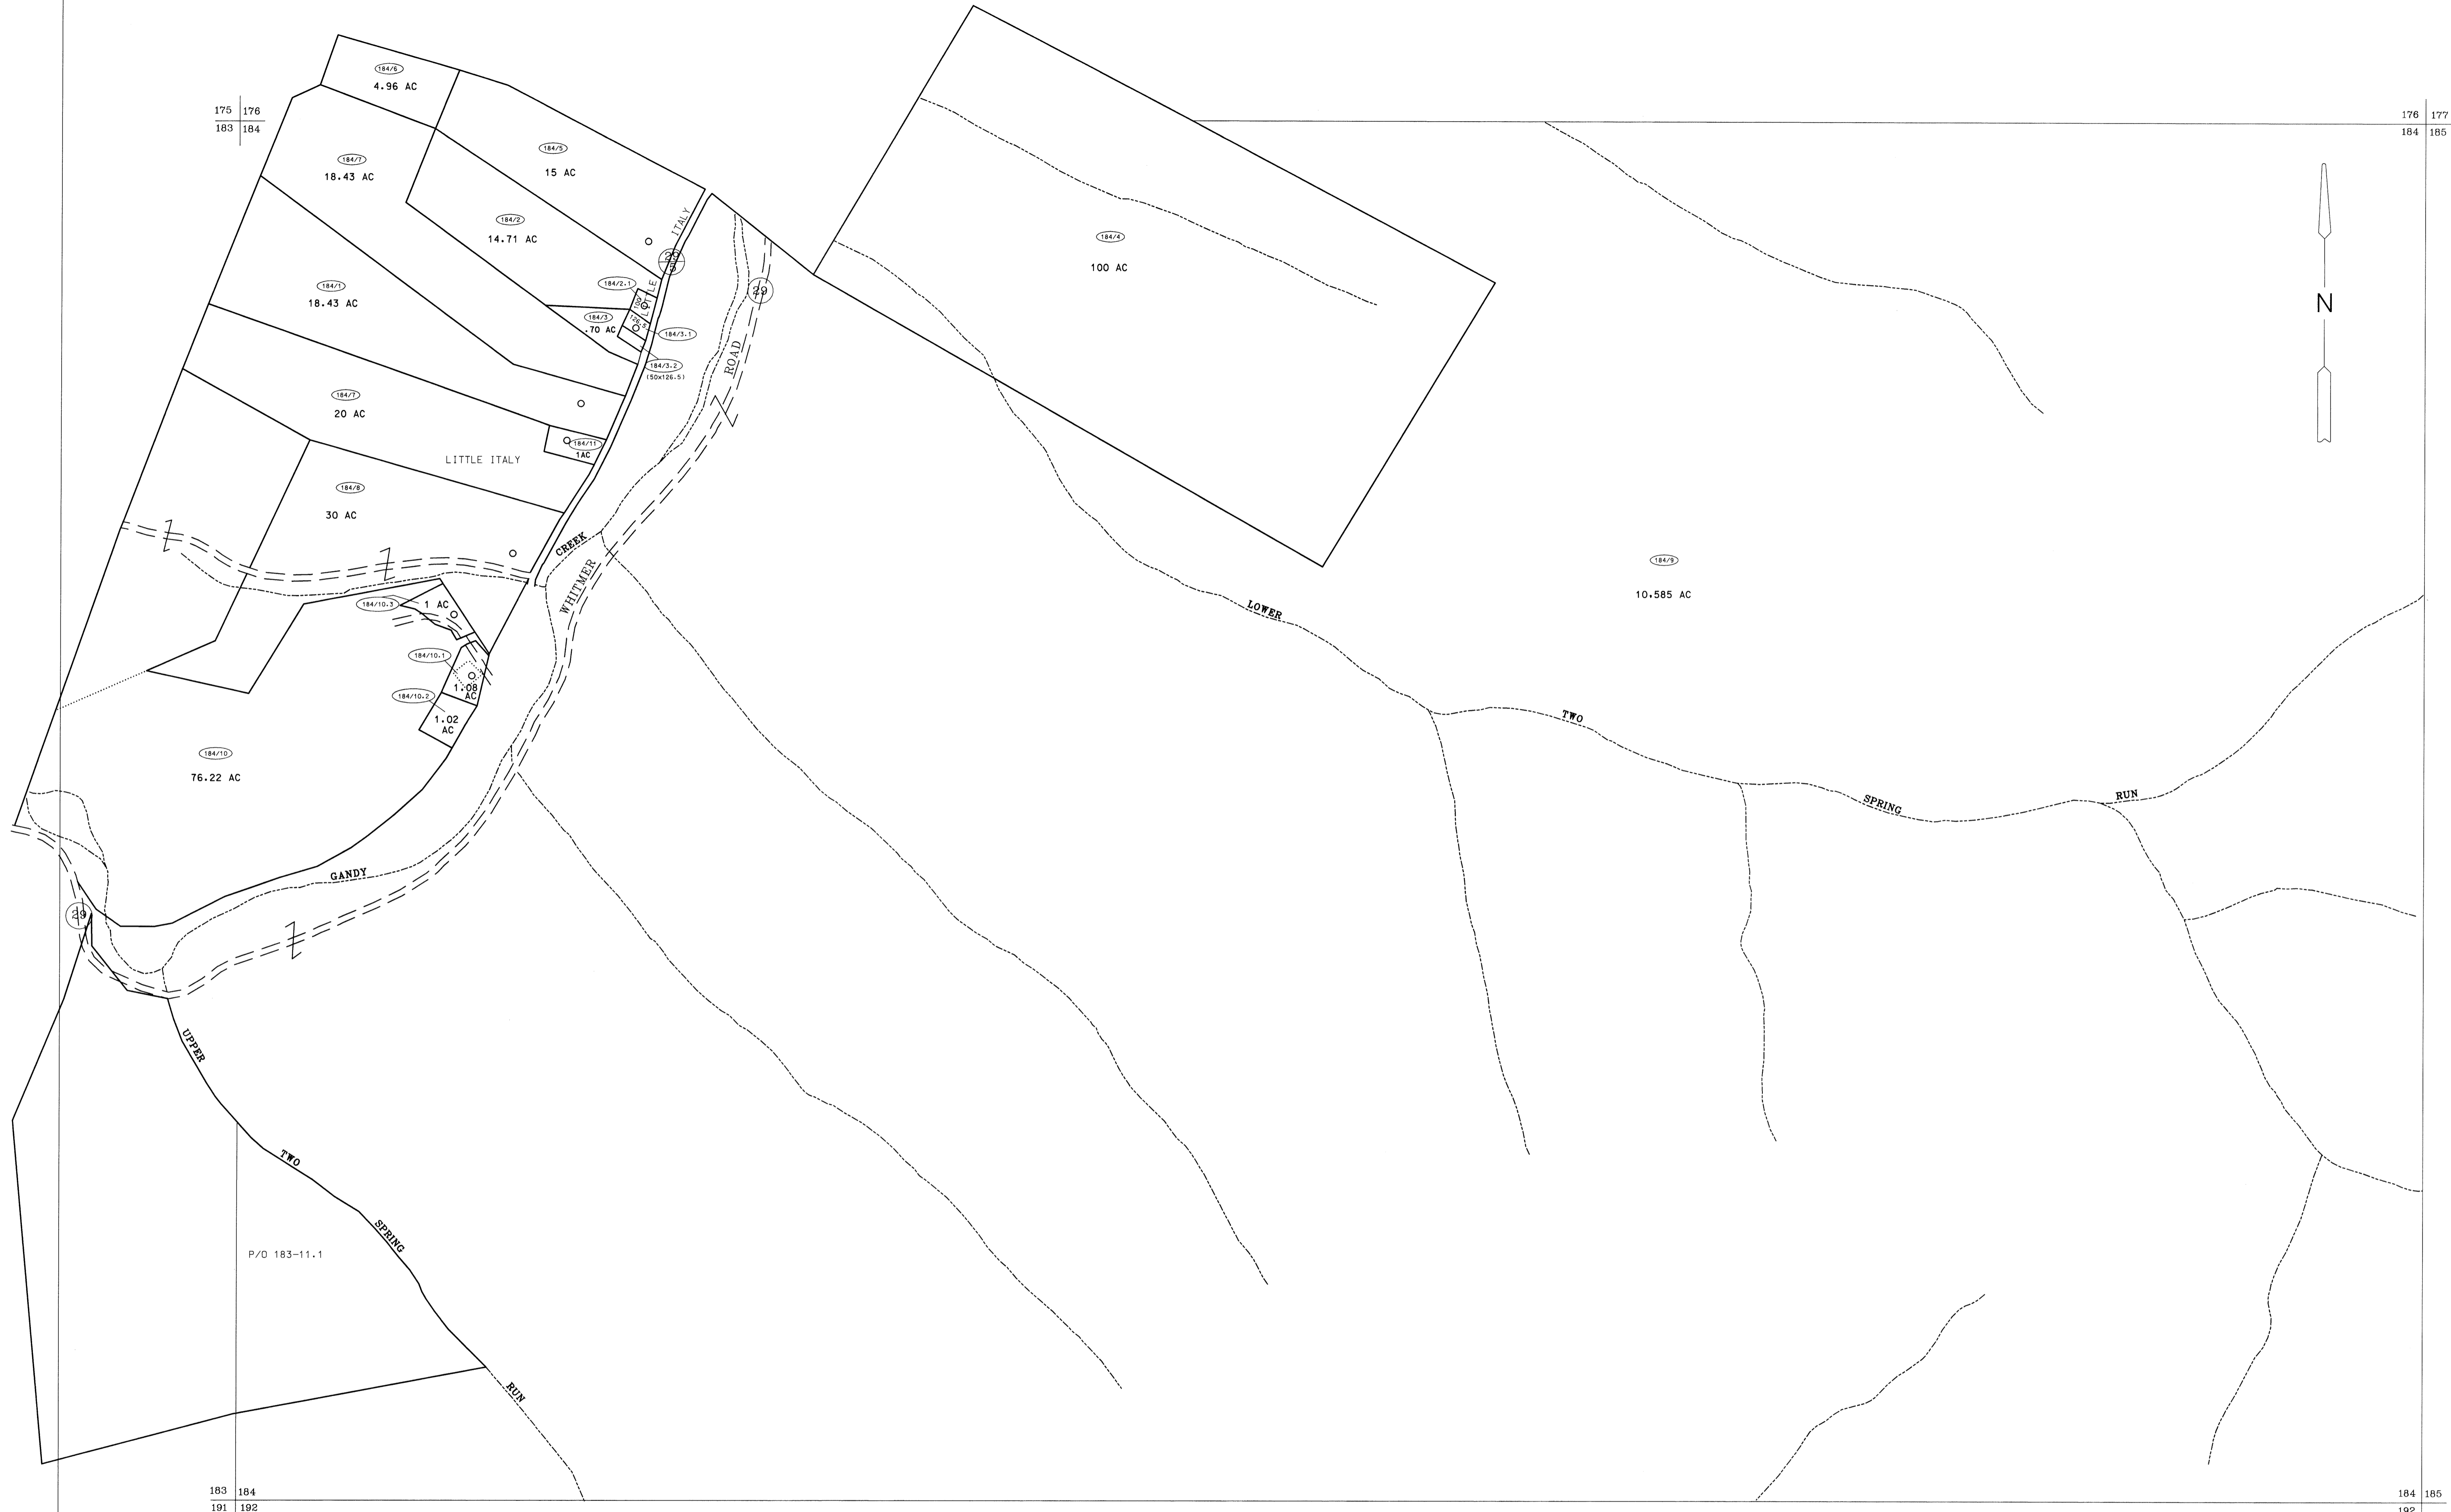 175 176
183 184
176 177
184 185
184/6
4.96 AC
184/5
15 AC
184/7
18.43 AC
184/2
14.71 AC
184/4
100 AC
ITALY
29
5
LITTLE
184/2.1
100
29
184/1
18.43 AC
N
184/3
.70 AC
126.5
184/3.1
184/3.2
(50x126.5)
ROAD
184/7
20 AC
184/11
1AC
LITTLE ITALY
184/8
30 AC
CREEK
WHITMER
184/9
10.585 AC
184/10.3
1 AC
LOWER
184/10.1
1.08
AC
184/10.2
1.02
AC
TWO
184/10
76.22 AC
SPRING
RUN
GANDY
29
UPPER
TWO
SPRING
P/O 183-11.1
RUN
183 184
191 192
184 185
192